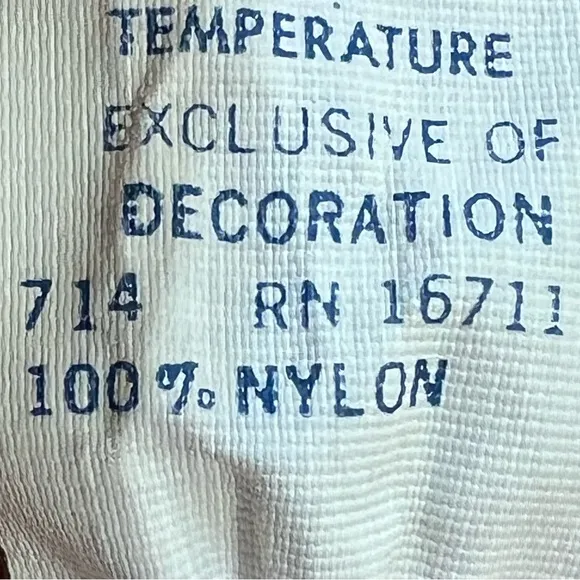 TEMPERATURE
EXCLUSIVE OF
DECORATION
714 RN 16711
100% NYLON